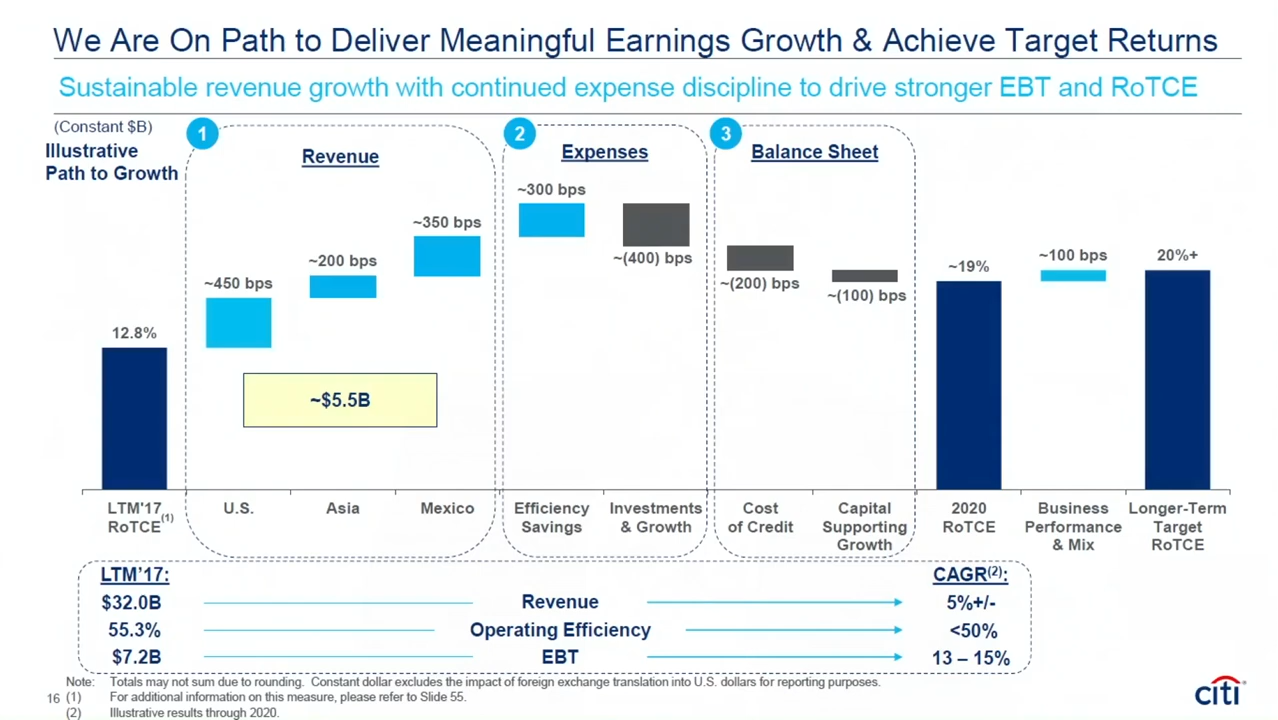 We Are On Path to Deliver Meaningful Earnings Growth & Achieve Target Returns
Sustainable revenue growth with continued expense discipline to drive stronger EBT and RoTCE
(Constant $B)
Illustrative
Path to Growth
1
Revenue
2
Expenses
3
Balance Sheet
12.8%
~450 bps
~200 bps
~350 bps
~300 bps
~(400) bps
~(200) bps
~(100) bps
~19%
~100 bps
20%+
~$5.5B
LTM'17
RoTCE(1)
U.S.
Asia
Mexico
Efficiency
Savings
Investments
& Growth
Cost
of Credit
Capital
Supporting
Growth
2020
RoTCE
Business
Performance
& Mix
Longer-Term
Target
RoTCE
LTM'17:
CAGR(2):
$32.0B Revenue 5%+/-
55.3% Operating Efficiency <50%
$7.2B EBT 13 – 15%
Note: Totals may not sum due to rounding. Constant dollar excludes the impact of foreign exchange translation into U.S. dollars for reporting purposes.
16 (1) For additional information on this measure, please refer to Slide 55.
(2) Illustrative results through 2020.
citi